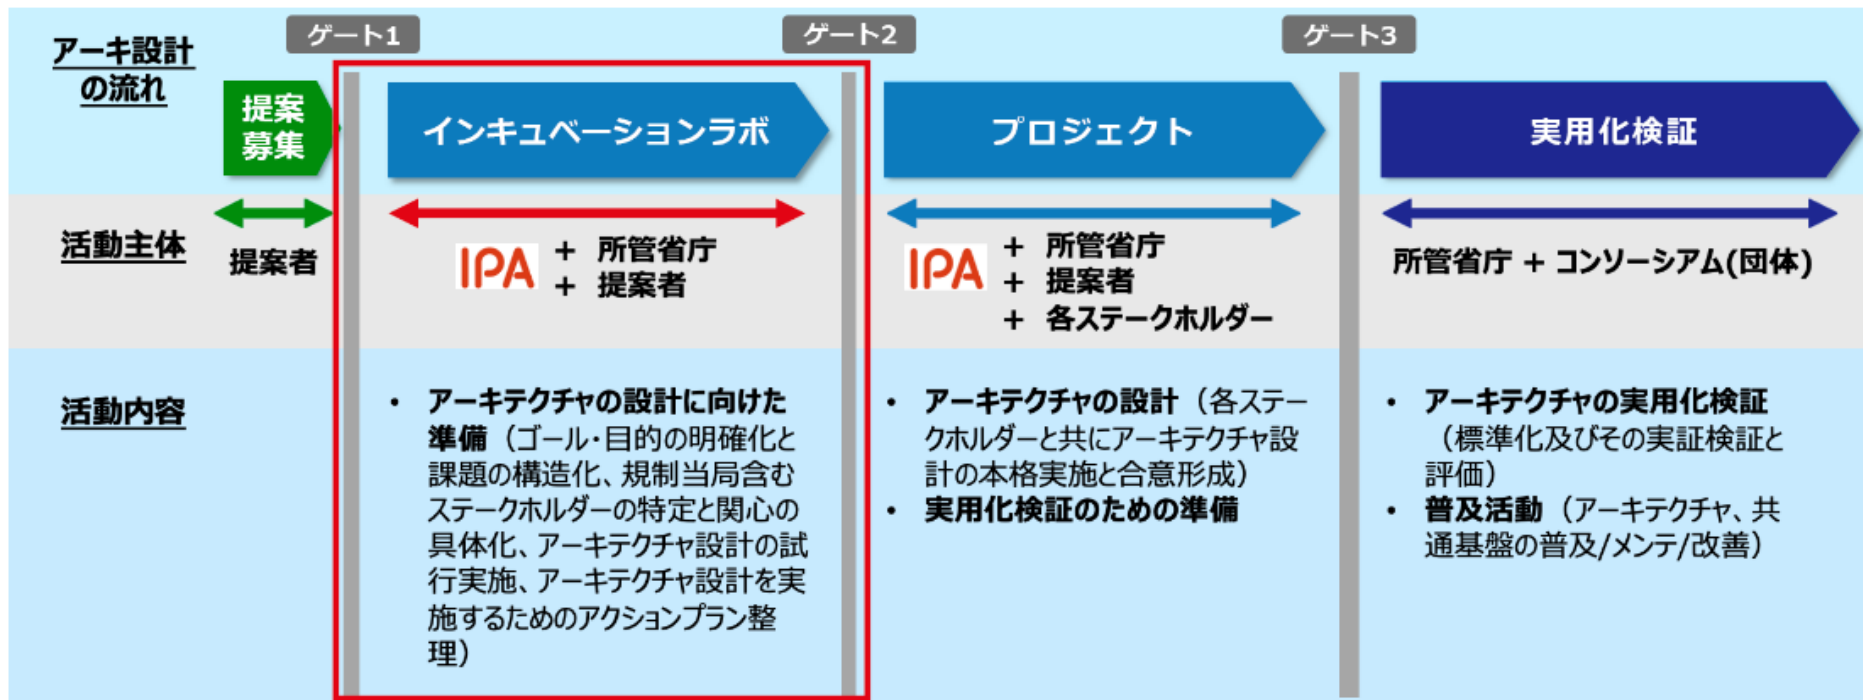 アーキ設計
の流れ
ゲート1
ゲート2
ゲート3
提案
募集
インキュベーションラボ
プロジェクト
実用化検証
活動主体
提案者
IPA
+ 所管省庁
+ 提案者
IPA
+ 所管省庁
+ 提案者
+ 各ステークホルダー
所管省庁 + コンソーシアム(団体)
活動内容
• アーキテクチャの設計に向けた
準備（ゴール・目的の明確化と
課題の構造化、規制当局含む
ステークホルダーの特定と関心の
具体化、アーキテクチャ設計の試
行実施、アーキテクチャ設計を実
施するためのアクションプラン整
理）
• アーキテクチャの設計（各ステー
クホルダーと共にアーキテクチャ設
計の本格実施と合意形成）
• 実用化検証のための準備
• アーキテクチャの実用化検証
（標準化及びその実証検証と
評価）
• 普及活動（アーキテクチャ、共
通基盤の普及/メンテ/改善）